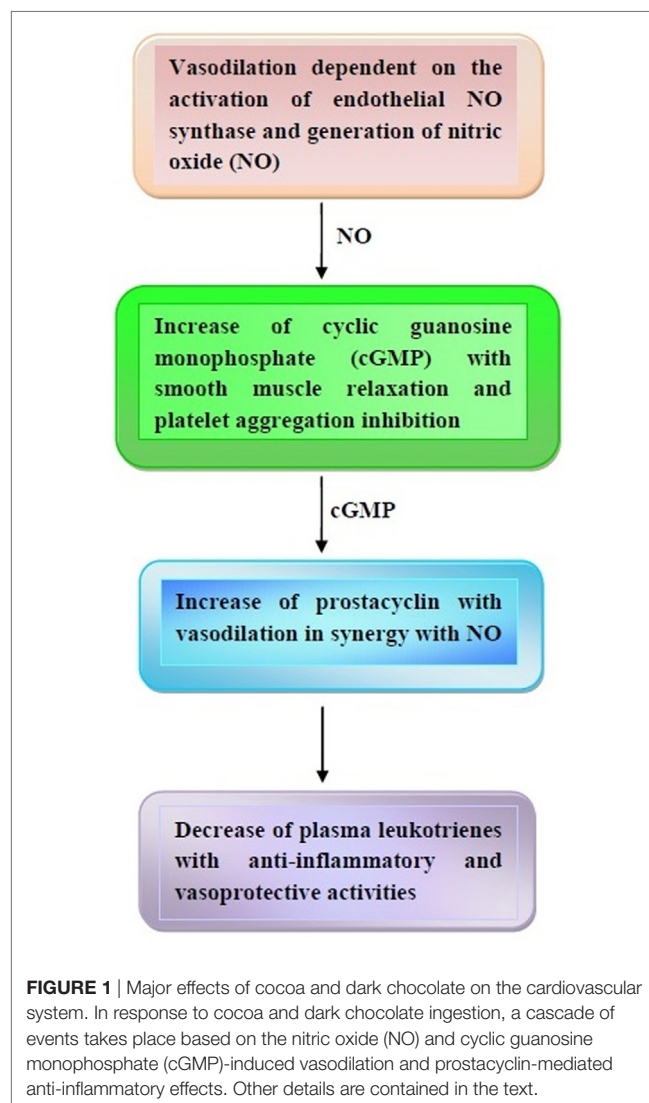 Vasodilation dependent on the
activation of endothelial NO
synthase and generation of nitric
oxide (NO)
NO
Increase of cyclic guanosine
monophosphate (cGMP) with
smooth muscle relaxation and
platelet aggregation inhibition
cGMP
Increase of prostacyclin with
vasodilation in synergy with NO
Decrease of plasma leukotrienes
with anti-inflammatory and
vasoprotective activities
FIGURE 1 | Major effects of cocoa and dark chocolate on the cardiovascular
system. In response to cocoa and dark chocolate ingestion, a cascade of
events takes place based on the nitric oxide (NO) and cyclic guanosine
monophosphate (cGMP)-induced vasodilation and prostacyclin-mediated
anti-inflammatory effects. Other details are contained in the text.